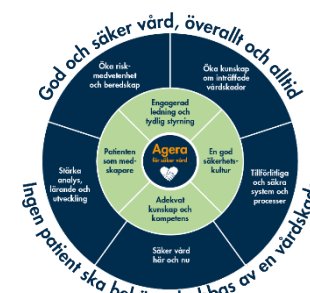 God och säker vård, överallt och alltid
Öka risk-
medvetenhet
och beredskap
Öka kunskap
om inträffade
vårdskador
Engagerad
ledning och
tydlig styrning
Patienten
som med-
skapare
Agera
för säker vård
En god
säkerhets-
kultur
Stärka
analys,
lärande och
utveckling
Tillförlitliga
och säkra
system och
processer
Adekvat
kunskap och
kompetens
Säker vård
här och nu
Ingen patient ska av en vårdskad